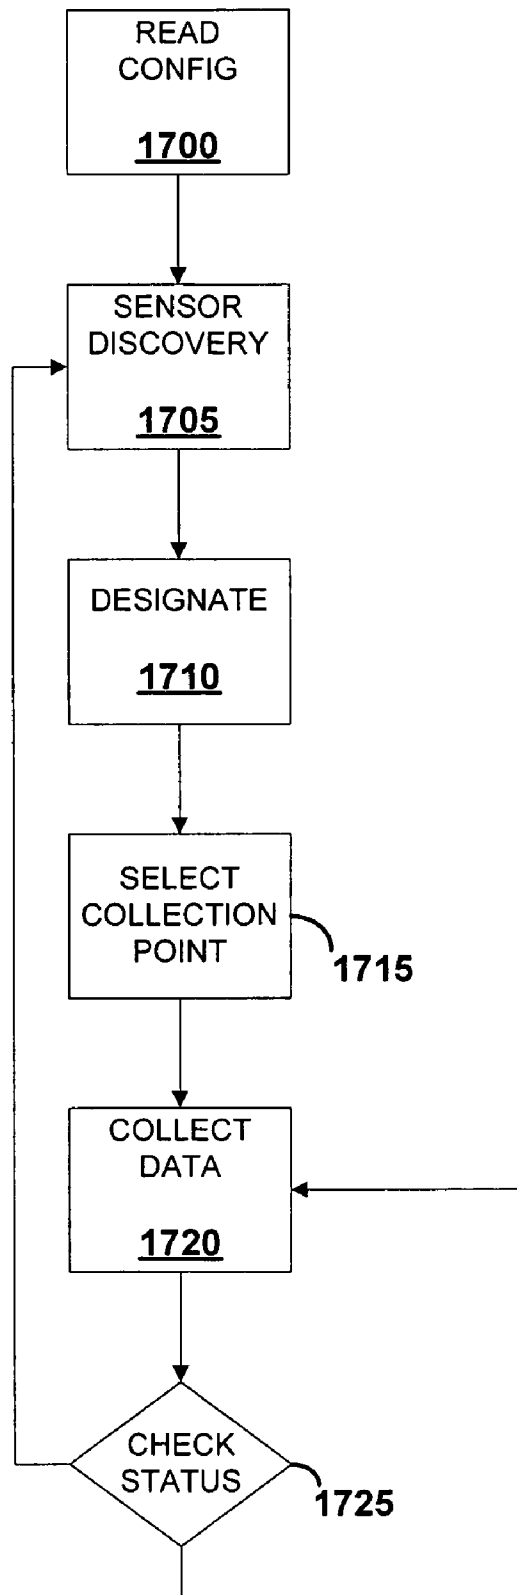 READ
CONFIG
1700
SENSOR
DISCOVERY
1705
DESIGNATE
1710
SELECT
COLLECTION
POINT
1715
COLLECT
DATA
1720
CHECK
STATUS
1725